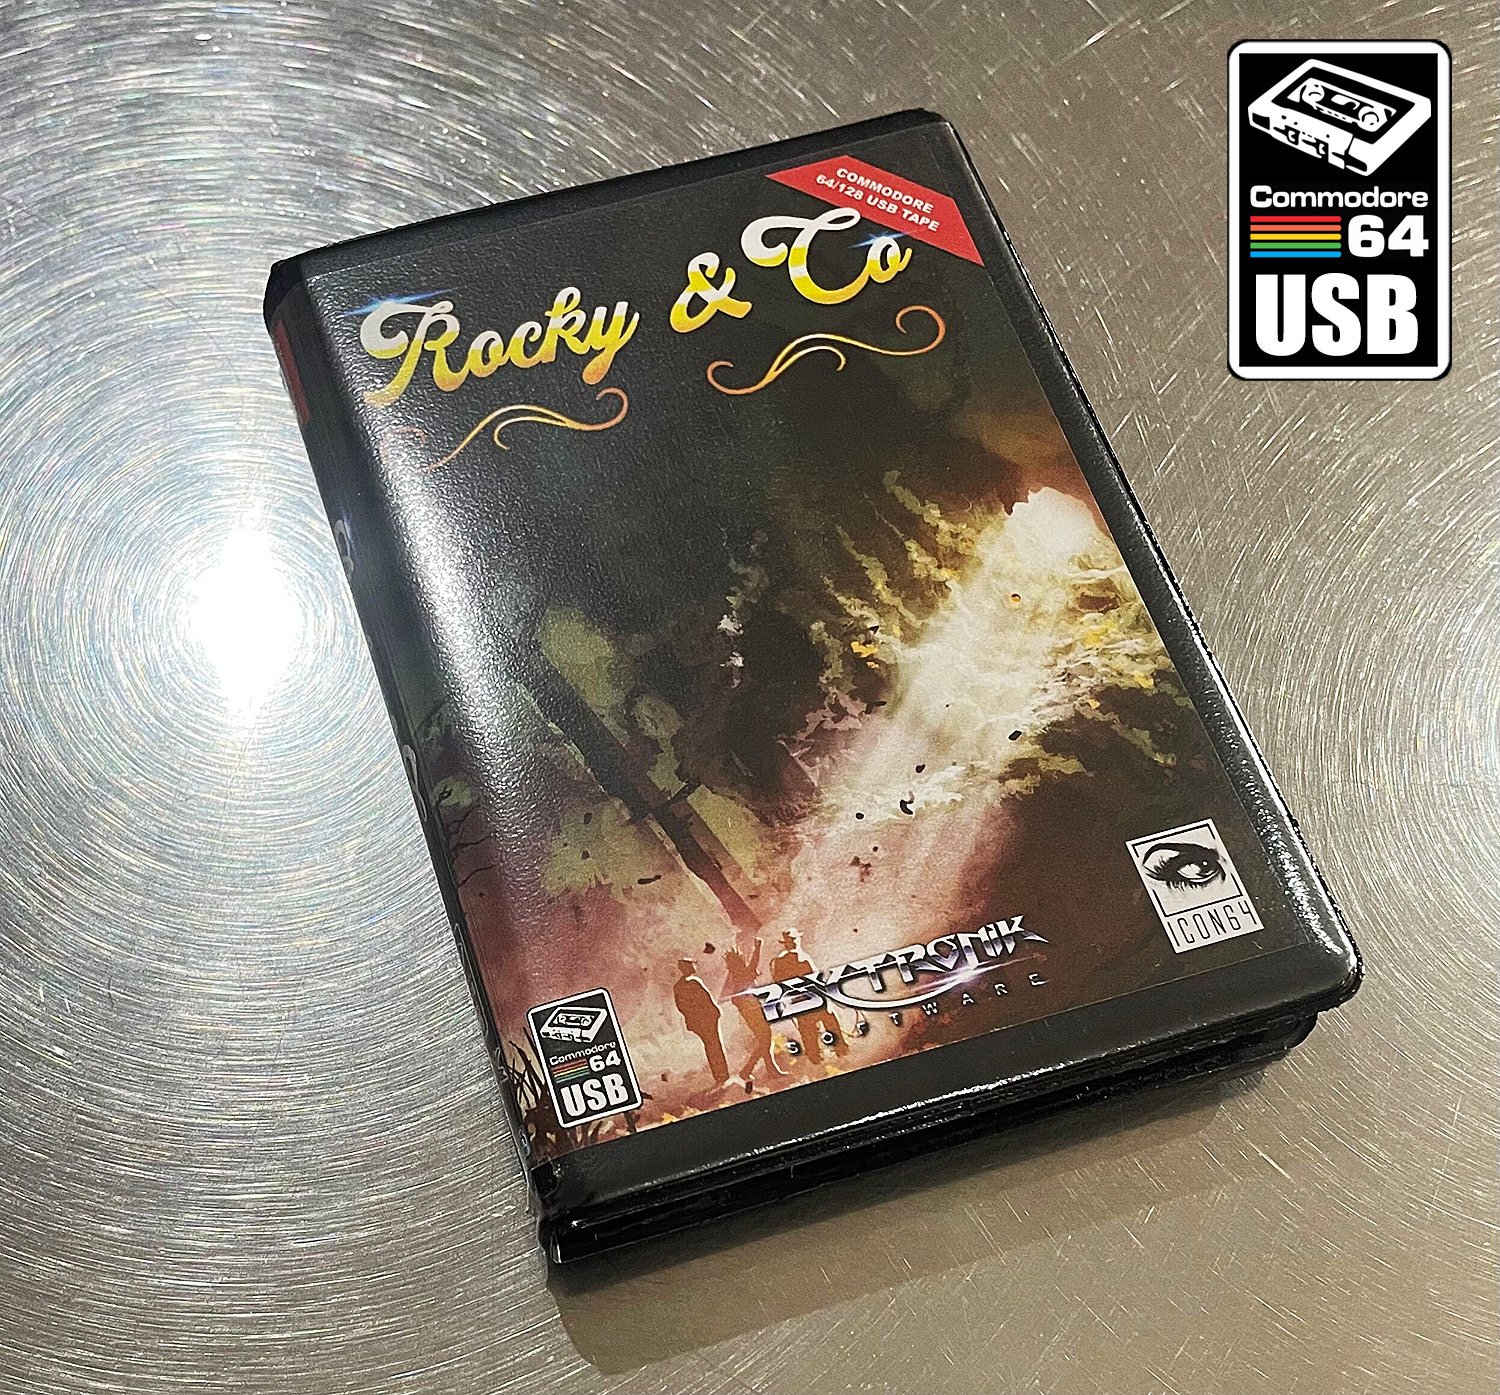 COMMODORE
64/128 USB TAPE
Rocky & Co
Commodore
64
USB
ICON64
PSYTRONIK
SOFTWARE
Commodore
64
USB